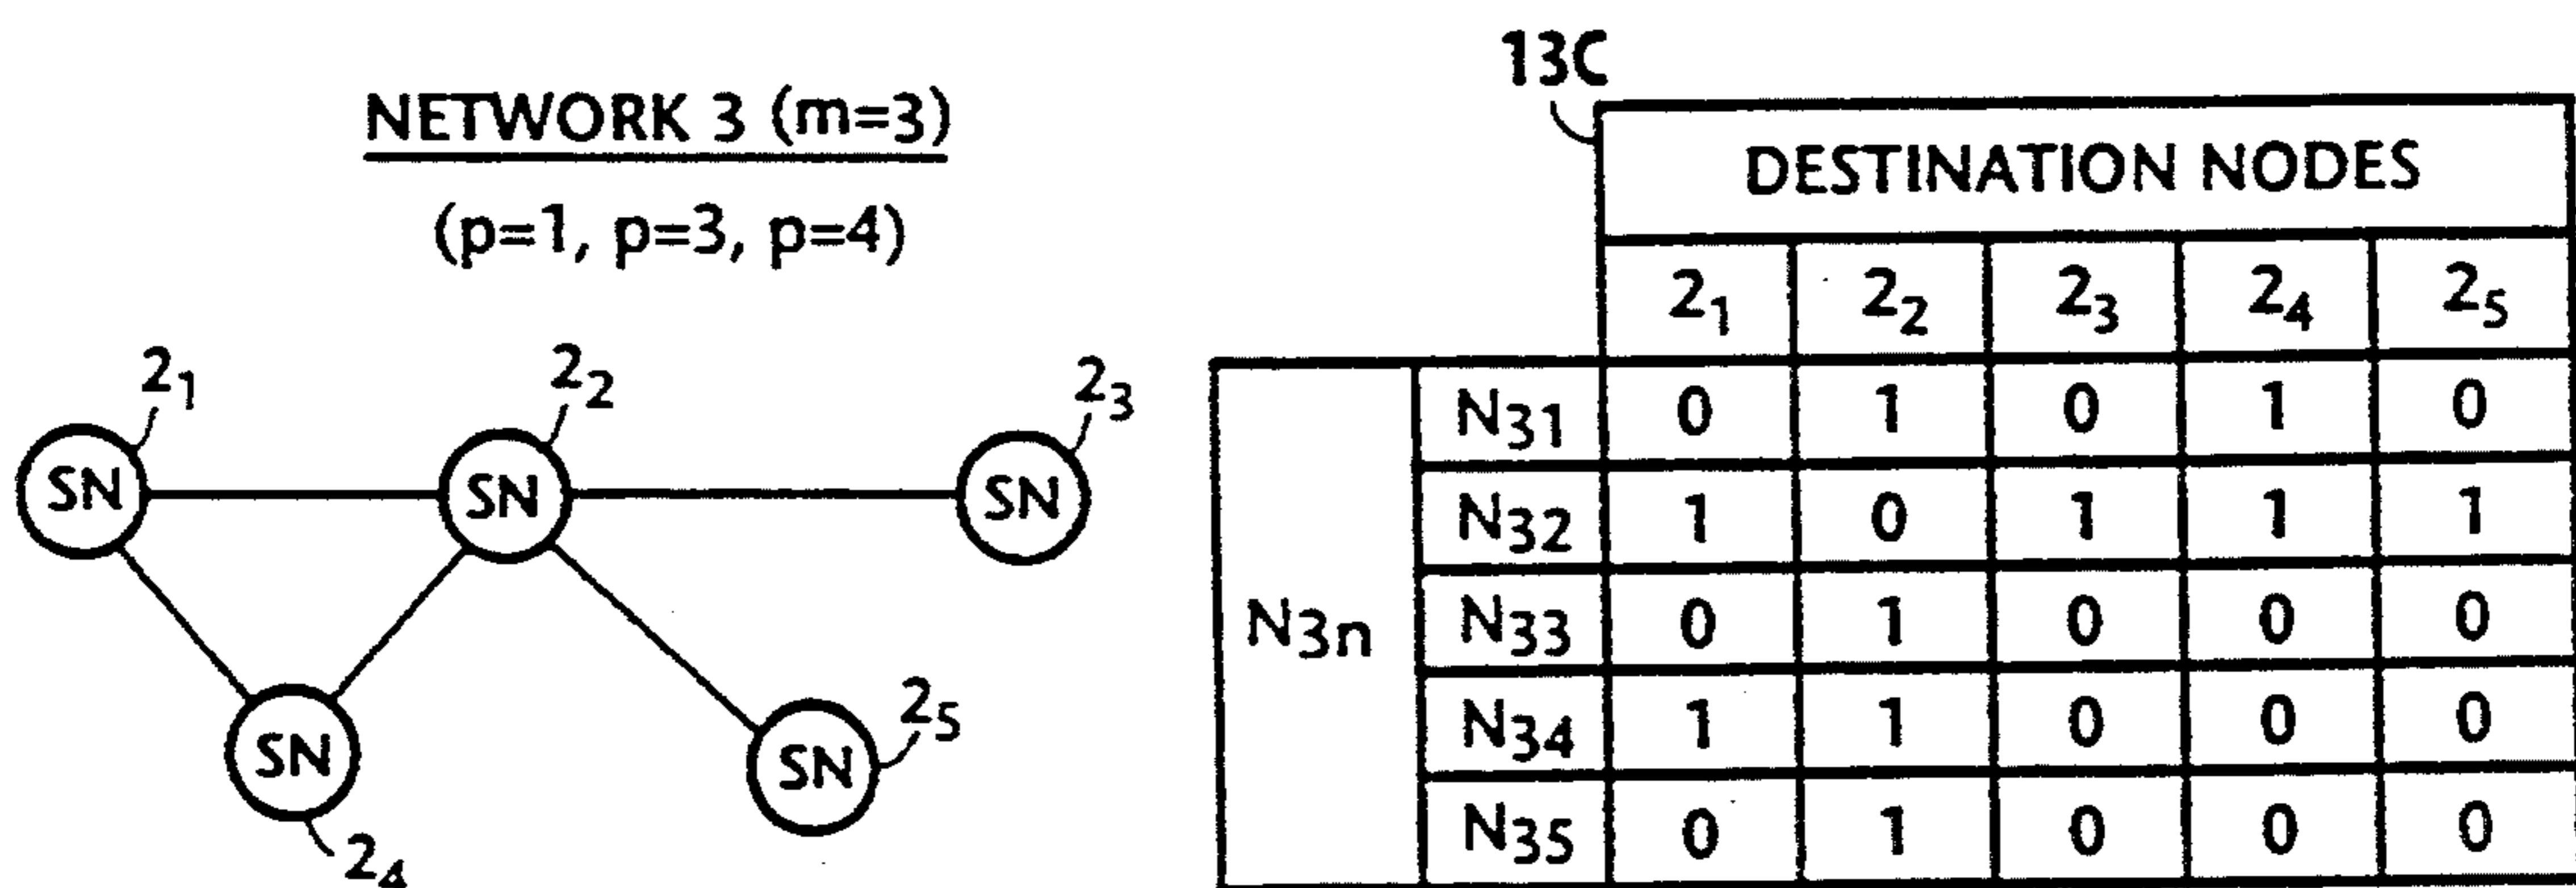 NETWORK 3 (m=3)
(p=1, p=3, p=4)
2₁
2₂
2₃
SN
SN
SN
SN
SN
2₄
2₅
13C
DESTINATION NODES
2₁ 2₂ 2₃ 2₄ 2₅
N₃ₙ
N₃₁ 0 1 0 1 0
N₃₂ 1 0 1 1 1
N₃₃ 0 1 0 0 0
N₃₄ 1 1 0 0 0
N₃₅ 0 1 0 0 0